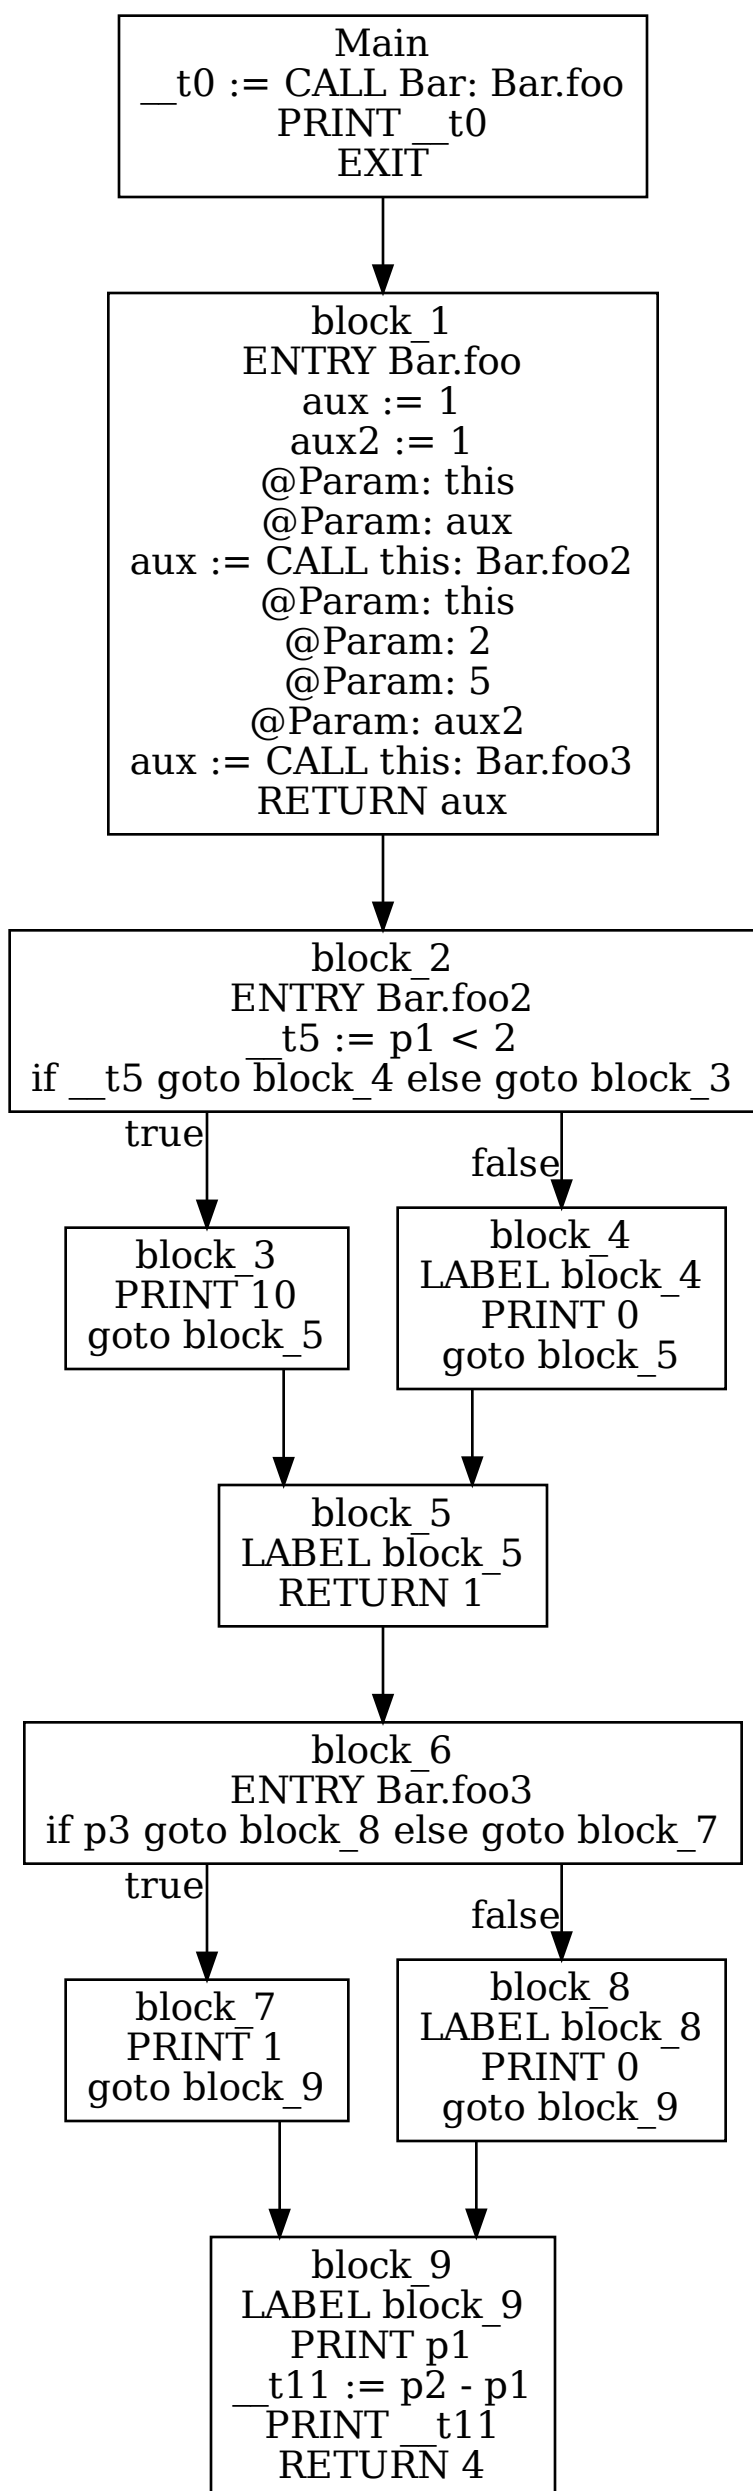 Main
__t0 := CALL Bar: Bar.foo
PRINT __t0
EXIT
block_1
ENTRY Bar.foo
aux := 1
aux2 := 1
@Param: this
@Param: aux
aux := CALL this: Bar.foo2
@Param: this
@Param: 2
@Param: 5
@Param: aux2
aux := CALL this: Bar.foo3
RETURN aux
block_2
ENTRY Bar.foo2
__t5 := p1 < 2
if __t5 goto block_4 else goto block_3
true
false
block_3
PRINT 10
goto block_5
block_4
LABEL block_4
PRINT 0
goto block_5
block_5
LABEL block_5
RETURN 1
block_6
ENTRY Bar.foo3
if p3 goto block_8 else goto block_7
true
false
block_7
PRINT 1
goto block_9
block_8
LABEL block_8
PRINT 0
goto block_9
block_9
LABEL block_9
PRINT p1
__t11 := p2 - p1
PRINT __t11
RETURN 4